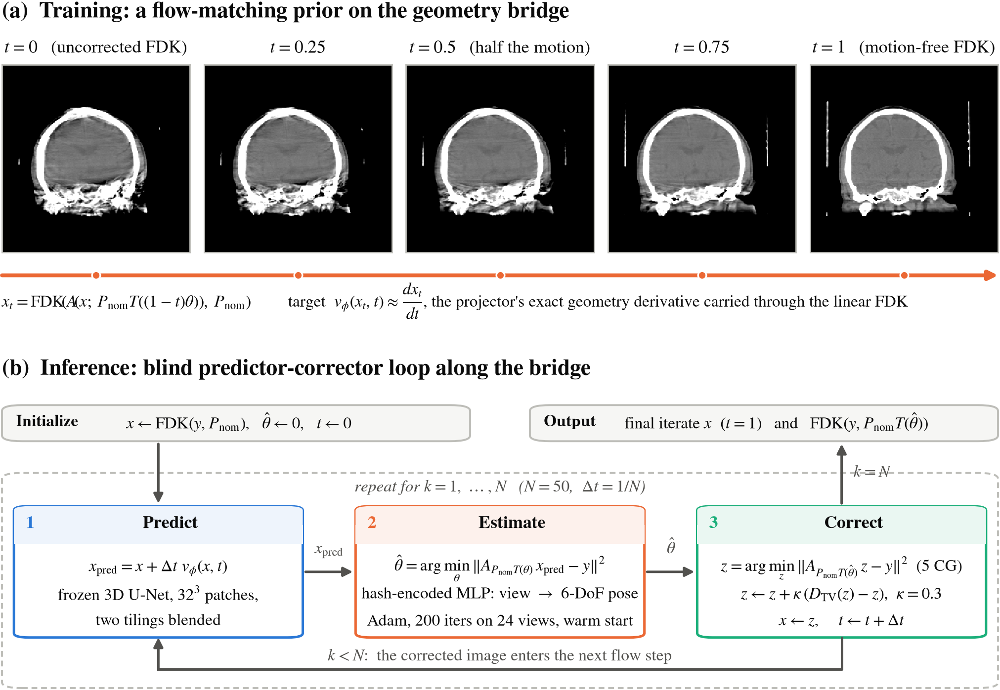 (a) Training: a flow-matching prior on the geometry bridge
t = 0 (uncorrected FDK)
t = 0.25
t = 0.5 (half the motion)
t = 0.75
t = 1 (motion-free FDK)
x_t = FDK(A(x; P_nom T((1 − t)θ)), P_nom)
target v_ϕ(x_t, t) ≈ dx_t/dt, the projector's exact geometry derivative carried through the linear FDK
(b) Inference: blind predictor-corrector loop along the bridge
Initialize x ← FDK(y, P_nom), θ̂ ← 0, t ← 0
Output final iterate x (t = 1) and FDK(y, P_nom T(θ̂))
k = N
repeat for k = 1, … , N (N = 50, Δt = 1/N)
1 Predict
x_pred = x + Δt v_ϕ(x, t)
frozen 3D U-Net, 32³ patches,
two tilings blended
x_pred
2 Estimate
θ̂ = arg min_θ ‖A_{P_nom T(θ)} x_pred − y‖²
hash-encoded MLP: view → 6-DoF pose
Adam, 200 iters on 24 views, warm start
θ̂
3 Correct
z = arg min_z ‖A_{P_nom T(θ̂)} z − y‖² (5 CG)
z ← z + κ (D_TV(z) − z), κ = 0.3
x ← z, t ← t + Δt
k < N: the corrected image enters the next flow step